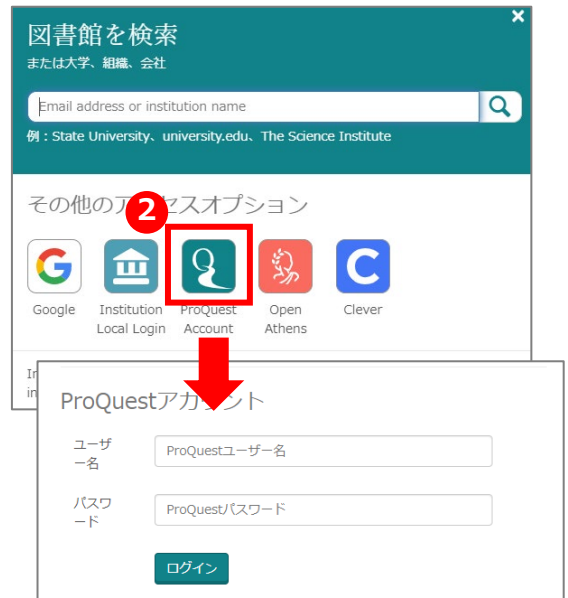 図書館を検索
または大学、組織、会社
Email address or institution name
例：State University、university.edu、The Science Institute
その他のアクセスオプション
2
Google
Institution Local Login
ProQuest Account
Open Athens
Clever
ProQuestアカウント
ユーザー名
ProQuestユーザー名
パスワード
ProQuestパスワード
ログイン